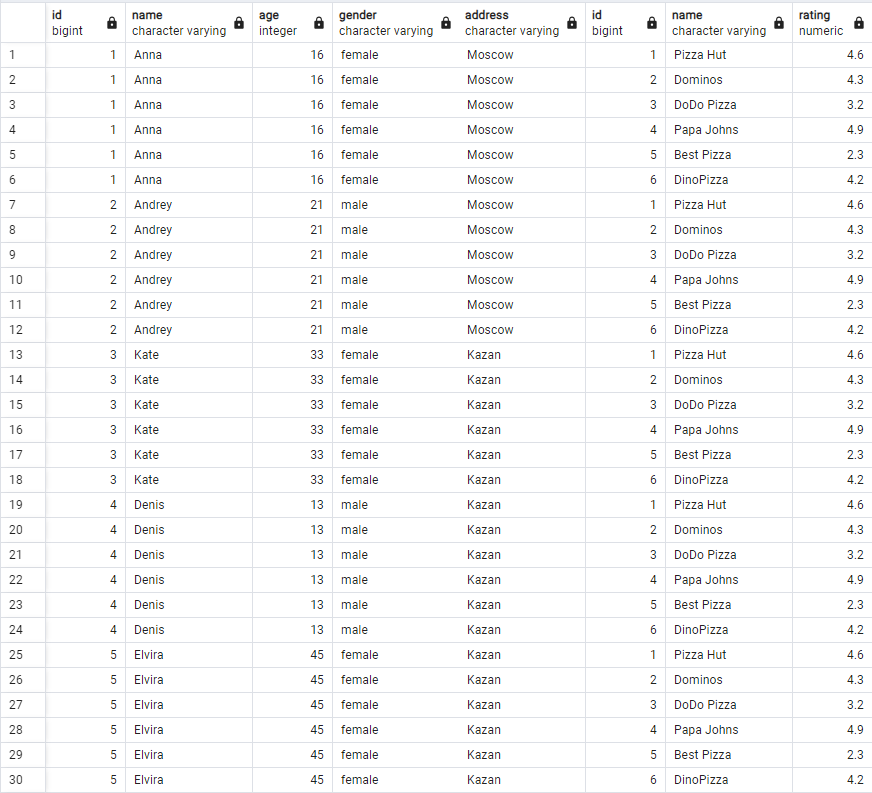 id name age gender address id name rating
bigint character varying integer character varying character varying bigint character varying numeric
1 1 Anna 16 female Moscow 1 Pizza Hut 4.6
2 1 Anna 16 female Moscow 2 Dominos 4.3
3 1 Anna 16 female Moscow 3 DoDo Pizza 3.2
4 1 Anna 16 female Moscow 4 Papa Johns 4.9
5 1 Anna 16 female Moscow 5 Best Pizza 2.3
6 1 Anna 16 female Moscow 6 DinoPizza 4.2
7 2 Andrey 21 male Moscow 1 Pizza Hut 4.6
8 2 Andrey 21 male Moscow 2 Dominos 4.3
9 2 Andrey 21 male Moscow 3 DoDo Pizza 3.2
10 2 Andrey 21 male Moscow 4 Papa Johns 4.9
11 2 Andrey 21 male Moscow 5 Best Pizza 2.3
12 2 Andrey 21 male Moscow 6 DinoPizza 4.2
13 3 Kate 33 female Kazan 1 Pizza Hut 4.6
14 3 Kate 33 female Kazan 2 Dominos 4.3
15 3 Kate 33 female Kazan 3 DoDo Pizza 3.2
16 3 Kate 33 female Kazan 4 Papa Johns 4.9
17 3 Kate 33 female Kazan 5 Best Pizza 2.3
18 3 Kate 33 female Kazan 6 DinoPizza 4.2
19 4 Denis 13 male Kazan 1 Pizza Hut 4.6
20 4 Denis 13 male Kazan 2 Dominos 4.3
21 4 Denis 13 male Kazan 3 DoDo Pizza 3.2
22 4 Denis 13 male Kazan 4 Papa Johns 4.9
23 4 Denis 13 male Kazan 5 Best Pizza 2.3
24 4 Denis 13 male Kazan 6 DinoPizza 4.2
25 5 Elvira 45 female Kazan 1 Pizza Hut 4.6
26 5 Elvira 45 female Kazan 2 Dominos 4.3
27 5 Elvira 45 female Kazan 3 DoDo Pizza 3.2
28 5 Elvira 45 female Kazan 4 Papa Johns 4.9
29 5 Elvira 45 female Kazan 5 Best Pizza 2.3
30 5 Elvira 45 female Kazan 6 DinoPizza 4.2